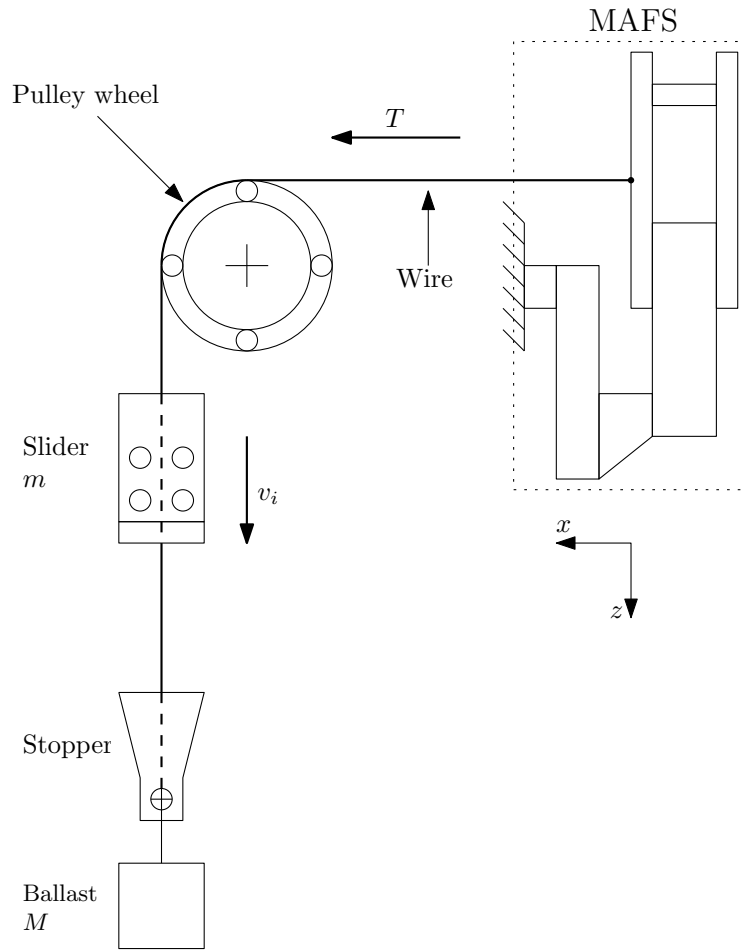 MAFS
Pulley wheel
T
Wire
Slider
m
v_i
x
z
Stopper
Ballast
M